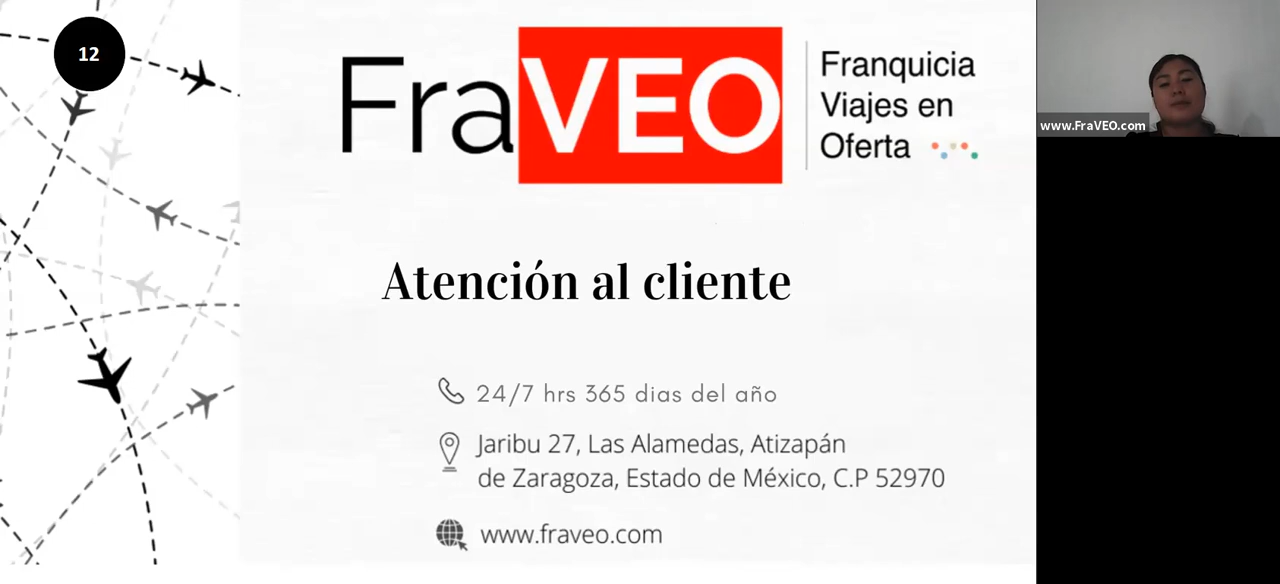 12
FraVEO
Franquicia
Viajes en
Oferta
www.FraVEO.com
Atención al cliente
24/7 hrs 365 dias del año
Jaribu 27, Las Alamedas, Atizapán
de Zaragoza, Estado de México, C.P 52970
www.fraveo.com